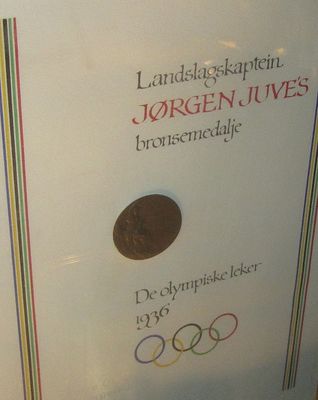 Landslagskaptein
JØRGEN JUVE'S
bronsemedalje
De olympiske leker
1936